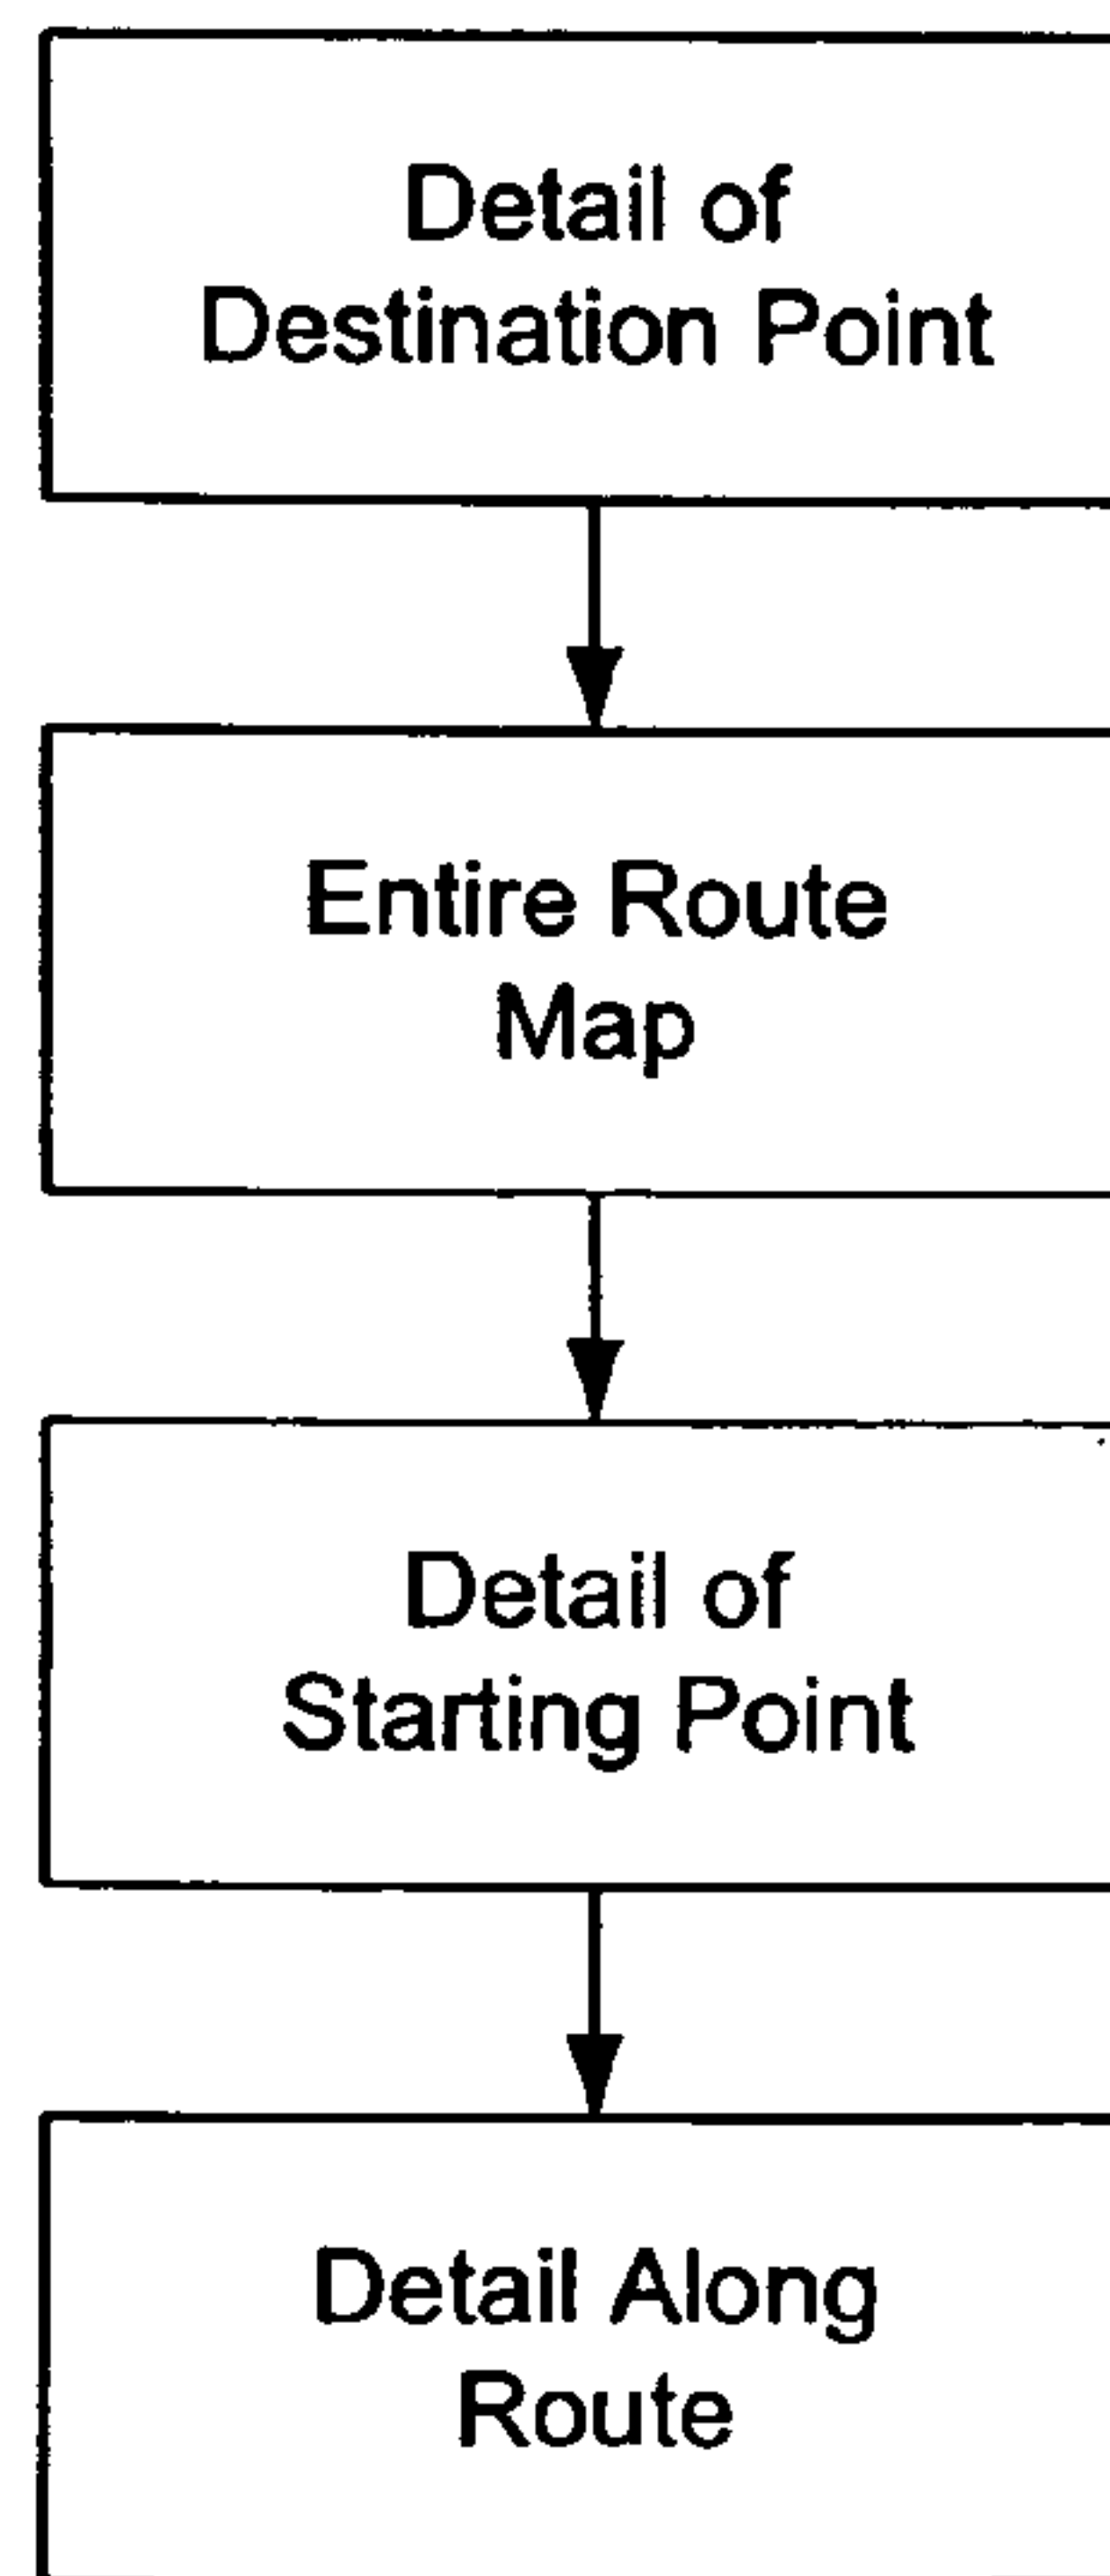 Detail of
Destination Point
Entire Route
Map
Detail of
Starting Point
Detail Along
Route